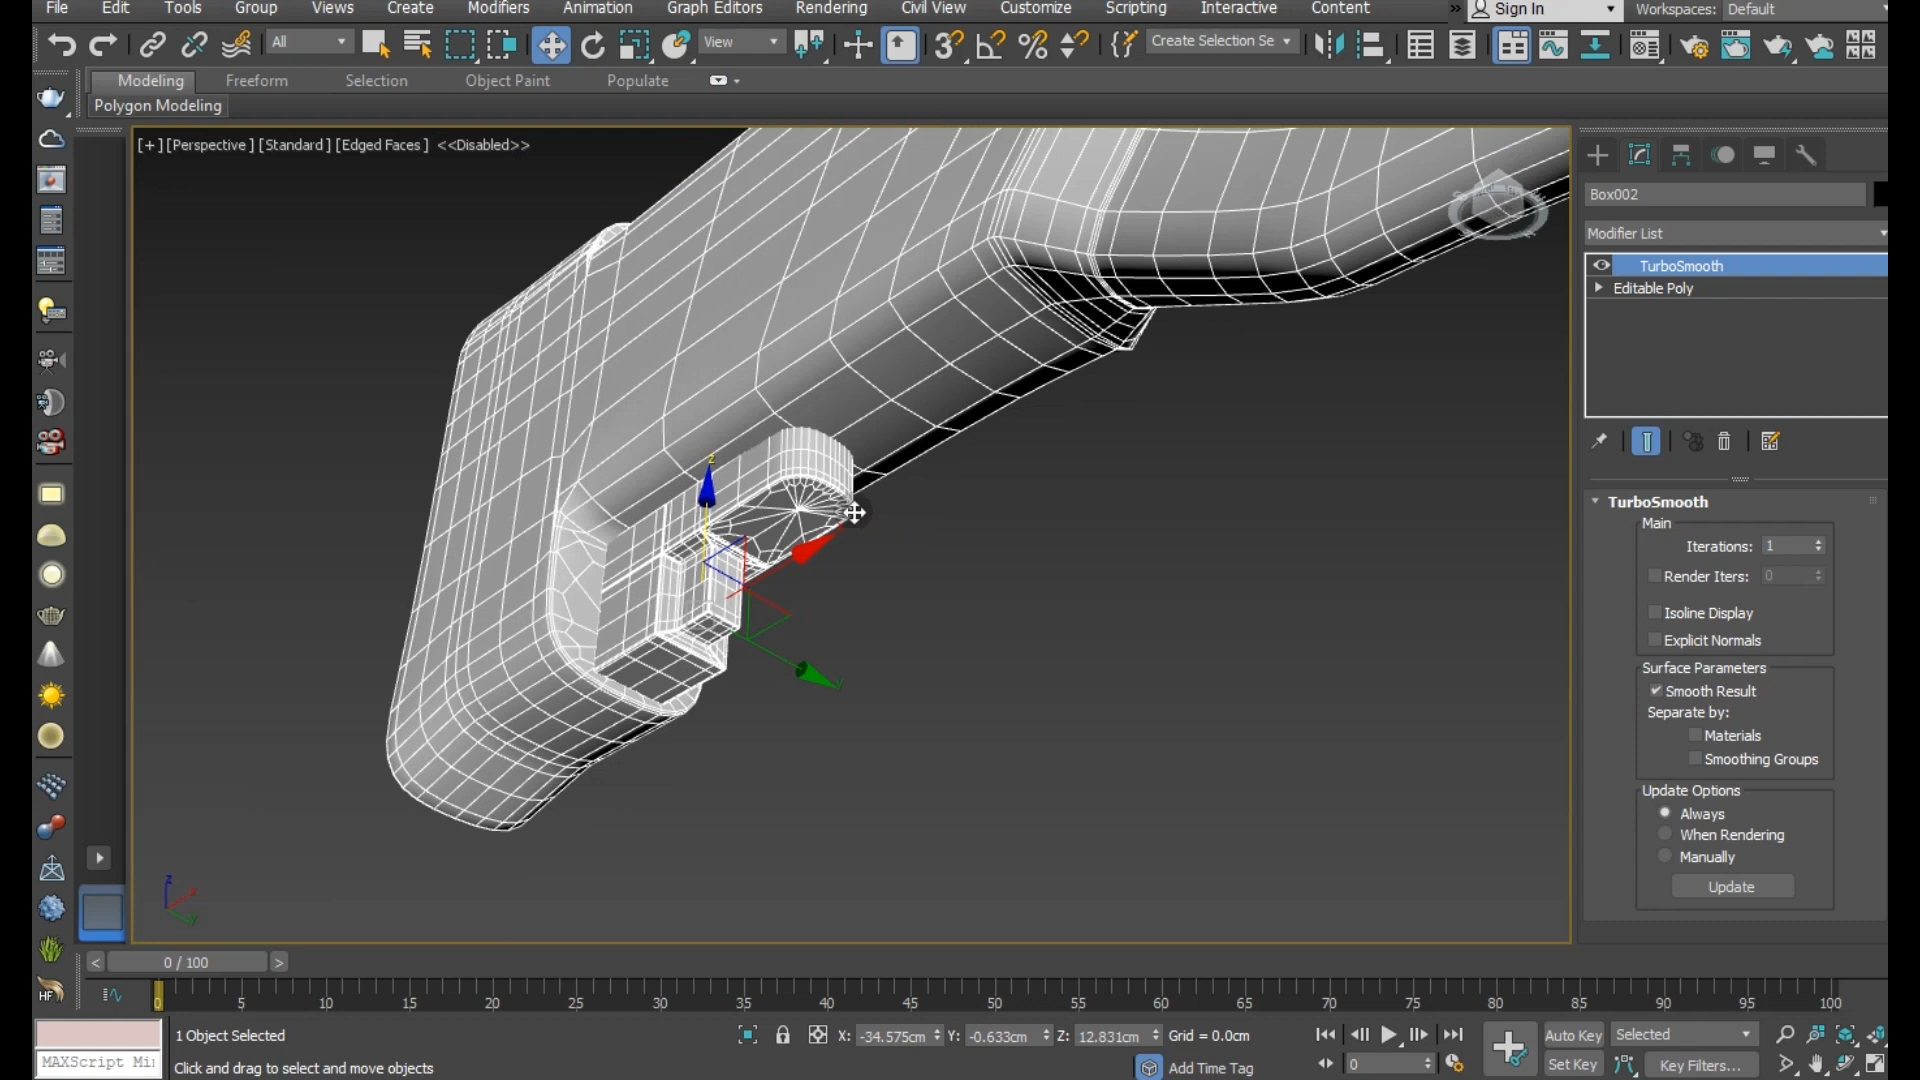 File Edit Tools Group Views Create Modifiers Animation Graph Editors Rendering Civil View Customize Scripting Interactive Content » Sign In Workspaces: Default
All View Create Selection Se
Modeling Freeform Selection Object Paint Populate
Polygon Modeling
[+] [Perspective] [Standard] [Edged Faces] <<Disabled>>
Box002
Modifier List
TurboSmooth
Editable Poly
TurboSmooth
Main
Iterations: 1
Render Iters: 0
Isoline Display
Explicit Normals
Surface Parameters
Smooth Result
Separate by:
Materials
Smoothing Groups
Update Options
Always
When Rendering
Manually
Update
z
y
z
x
y
HF
< 0 / 100 >
0 5 10 15 20 25 30 35 40 45 50 55 60 65 70 75 80 85 90 95 100
1 Object Selected X: -34.575cm Y: -0.633cm Z: 12.831cm Grid = 0.0cm Auto Key Selected
MAXScript Mi Click and drag to select and move objects Add Time Tag 0 Set Key Key Filters...